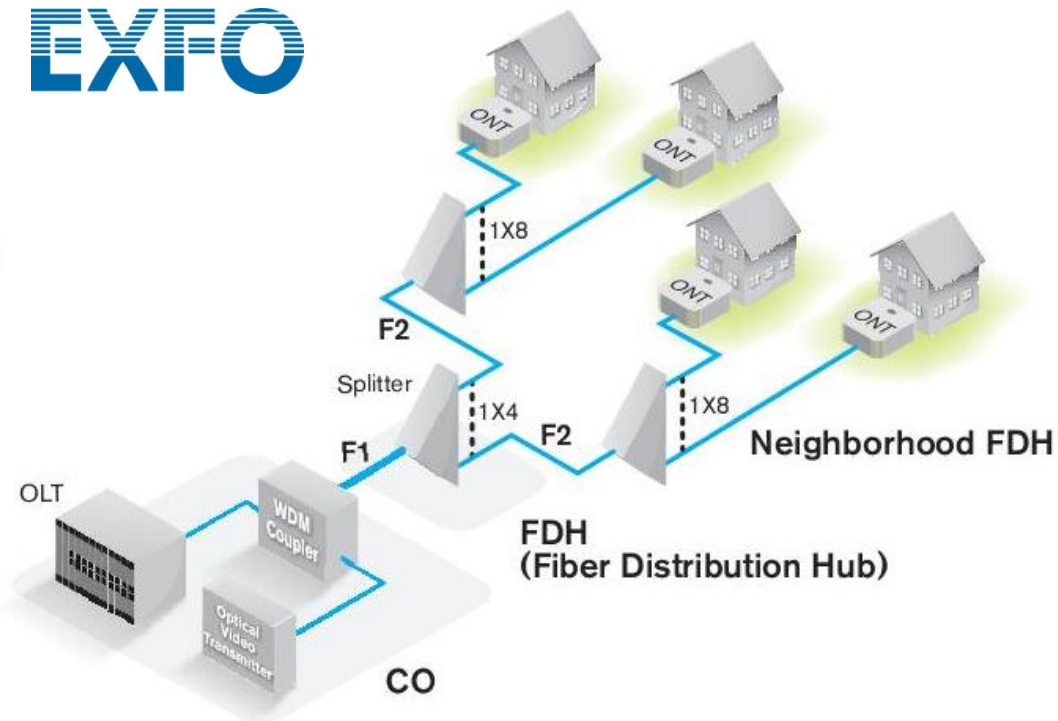 EXFO
ONT
ONT
1X8
ONT
ONT
F2
Splitter
1X4
F2
1X8
Neighborhood FDH
F1
OLT
WDM
Coupler
FDH
(Fiber Distribution Hub)
Optical
Video
Transmitter
CO